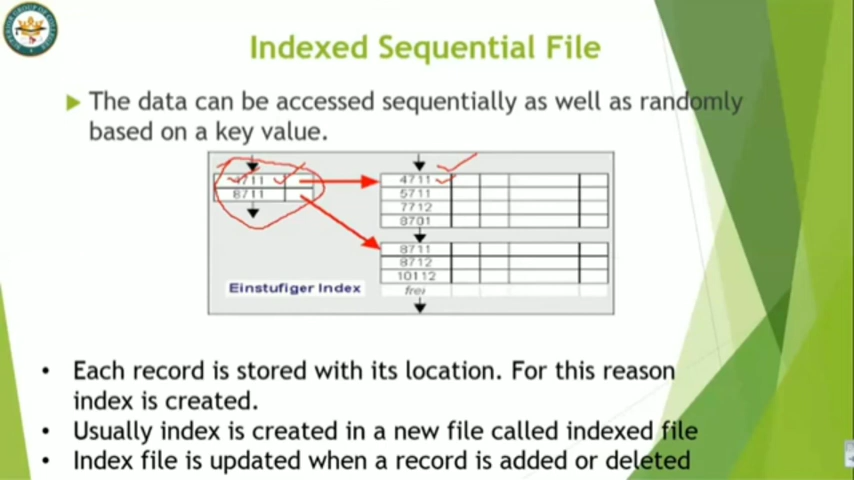 Indexed Sequential File
The data can be accessed sequentially as well as randomly
based on a key value.
4711
8711
4711
5711
7712
8701
8711
8712
10112
frei
Einstufiger Index
• Each record is stored with its location. For this reason
index is created.
• Usually index is created in a new file called indexed file
• Index file is updated when a record is added or deleted